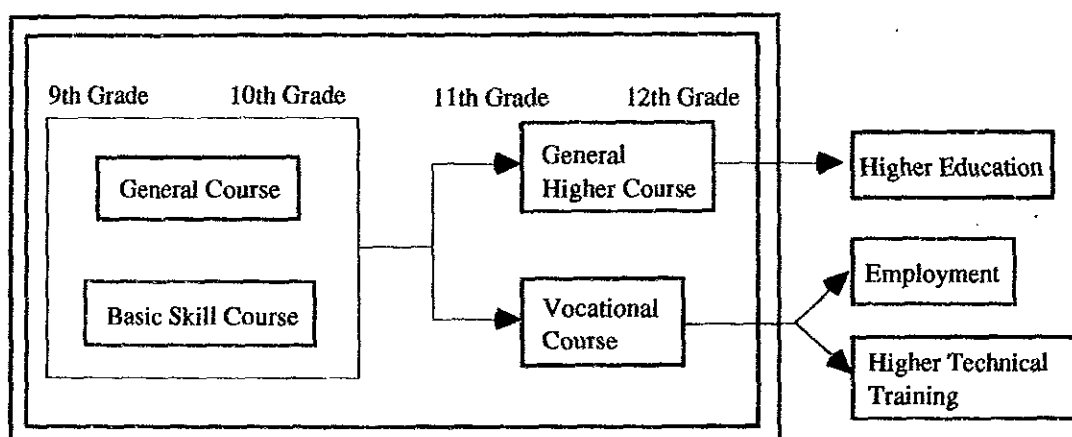 9th Grade
10th Grade
11th Grade
12th Grade
General Course
Basic Skill Course
General
Higher Course
Vocational
Course
Higher Education
Employment
Higher Technical
Training